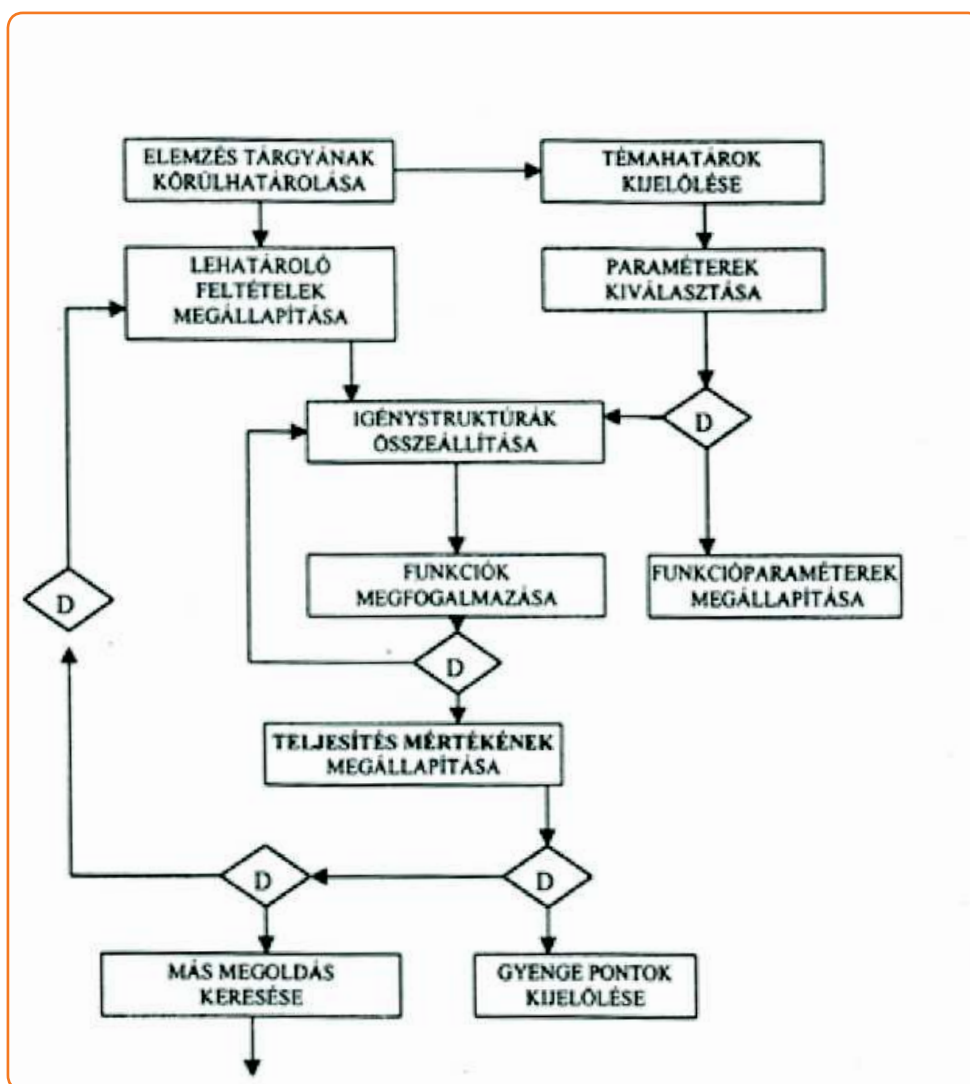 ELEMZÉS TÁRGYÁNAK
KÖRÜLHATÁROLÁSA
TÉMAHATÁROK
KIJELÖLÉSE
LEHATÁROLÓ
FELTÉTELEK
MEGÁLLAPÍTÁSA
PARAMÉTEREK
KIVÁLASZTÁSA
IGÉNYSTRUKTÚRÁK
ÖSSZEÁLLÍTÁSA
D
FUNKCIÓK
MEGFOGALMAZÁSA
FUNKCIÓPARAMÉTEREK
MEGÁLLAPÍTÁSA
D
D
TELJESÍTÉS MÉRTÉKÉNEK
MEGÁLLAPÍTÁSA
D
D
MÁS MEGOLDÁS
KERESÉSE
GYENGE PONTOK
KIJELÖLÉSE